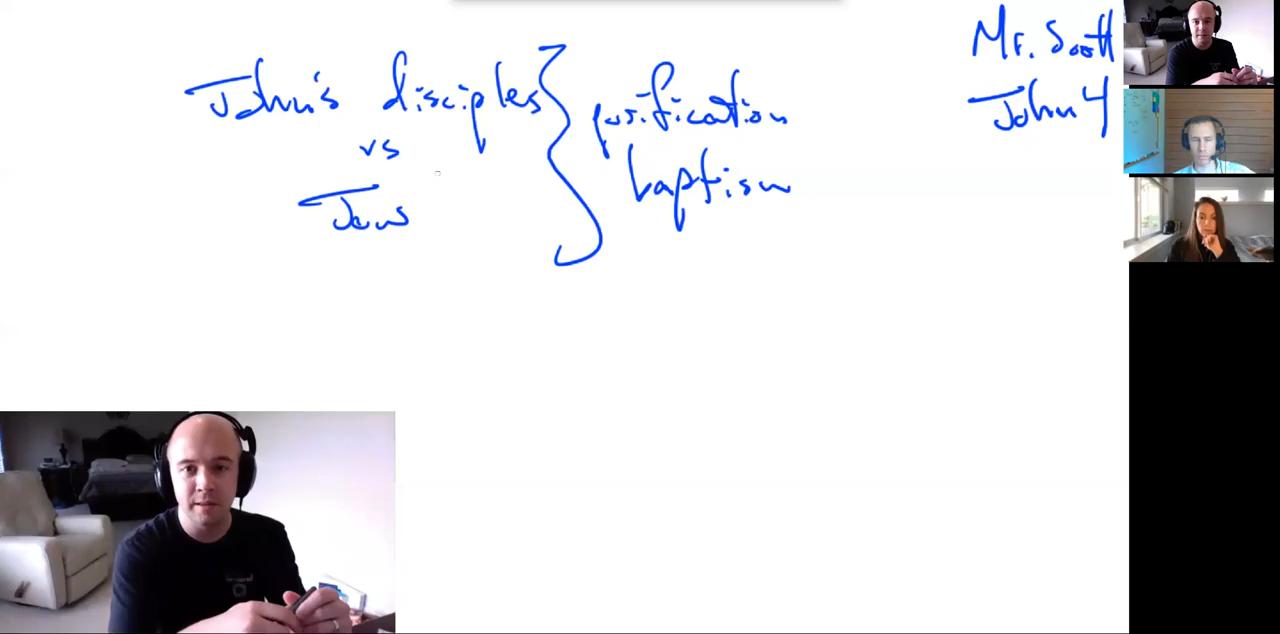 John's disciples
vs
Jews
purification
baptism
Mr. Scott
John 4